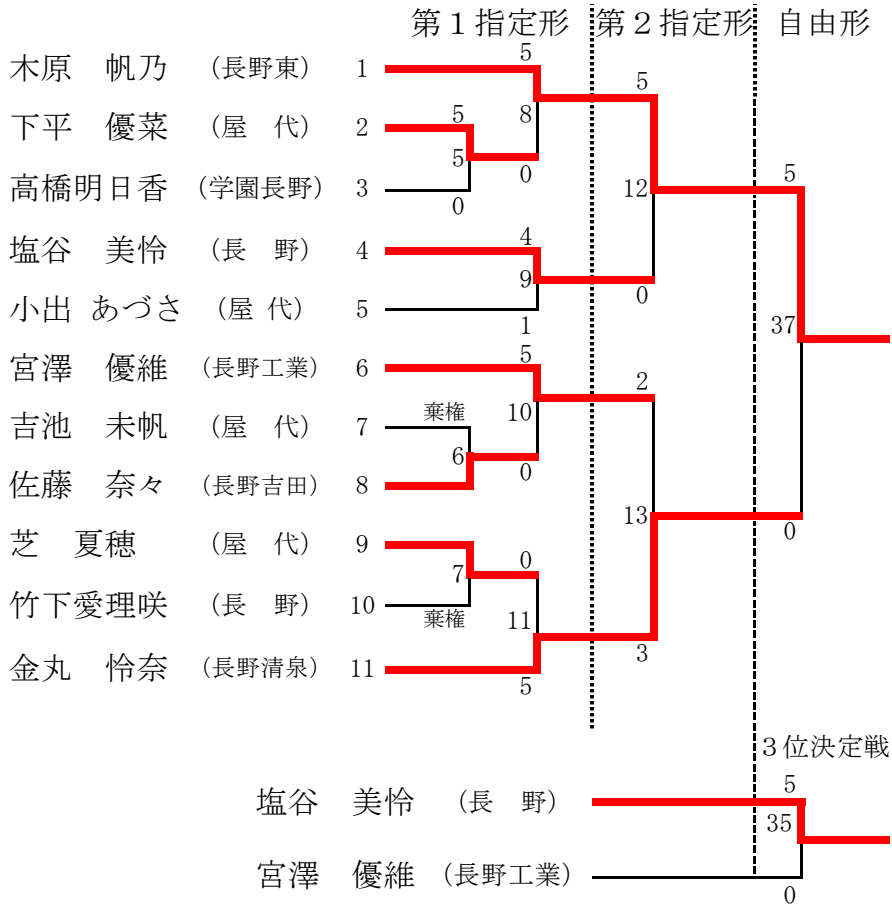 第１指定形 第２指定形 自由形
木原 帆乃 (長野東) 1 5
5
下平 優菜 (屋 代) 2 5 8
5 0
高橋明日香 (学園長野) 3 0
12 5
塩谷 美怜 (長 野) 4 4
9 0
小出 あづさ (屋 代) 5 1
37
宮澤 優維 (長野工業) 6 5
2
吉池 未帆 (屋 代) 7 棄権 10
6 0
佐藤 奈々 (長野吉田) 8
13 0
芝 夏穂 (屋 代) 9 0
7
竹下愛理咲 (長 野) 10 棄権 11
3
金丸 怜奈 (長野清泉) 11 5
３位決定戦
塩谷 美怜 (長 野) 5
35
宮澤 優維 (長野工業) 0